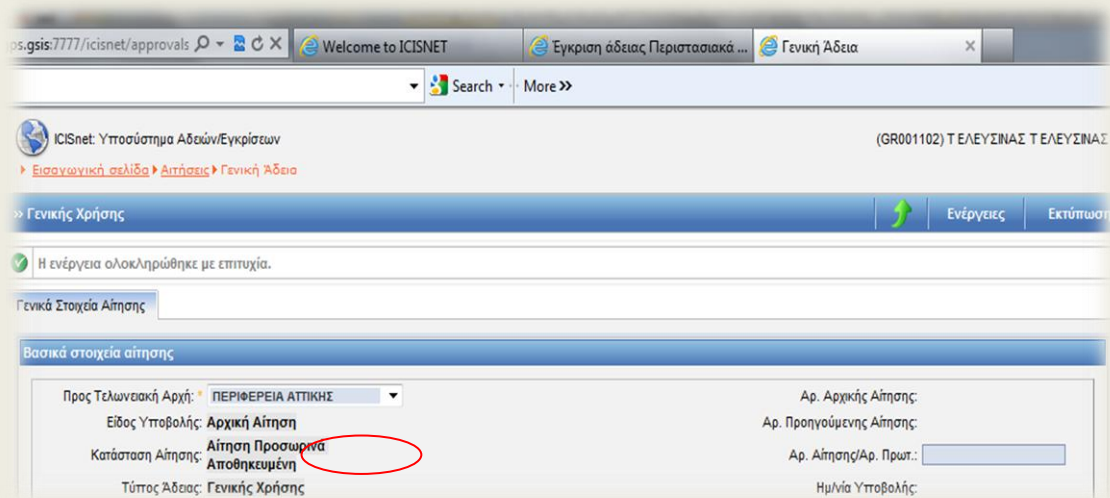 ps.gsis:7777/icisnet/approvals
Welcome to ICISNET
Έγκριση άδειας Περιστασιακά ...
Γενική Άδεια
Search
More »
ICISnet: Υποσύστημα Αδειών/Εγκρίσεων
(GR001102) Τ ΕΛΕΥΣΙΝΑΣ Τ ΕΛΕΥΣΙΝΑΣ
Εισαγωγική σελίδα Αιτήσεις Γενική Άδεια
» Γενικής Χρήσης
Ενέργειες
Εκτύπωση
Η ενέργεια ολοκληρώθηκε με επιτυχία.
Γενικά Στοιχεία Αίτησης
Βασικά στοιχεία αίτησης
Προς Τελωνειακή Αρχή: * ΠΕΡΙΦΕΡΕΙΑ ΑΤΤΙΚΗΣ
Αρ. Αρχικής Αίτησης:
Είδος Υποβολής: Αρχική Αίτηση
Αρ. Προηγούμενης Αίτησης:
Κατάσταση Αίτησης: Αίτηση Προσωρινά
Αποθηκευμένη
Αρ. Αίτησης/Αρ. Πρωτ.:
Τύπος Άδειας: Γενικής Χρήσης
Ημ/νία Υποβολής: